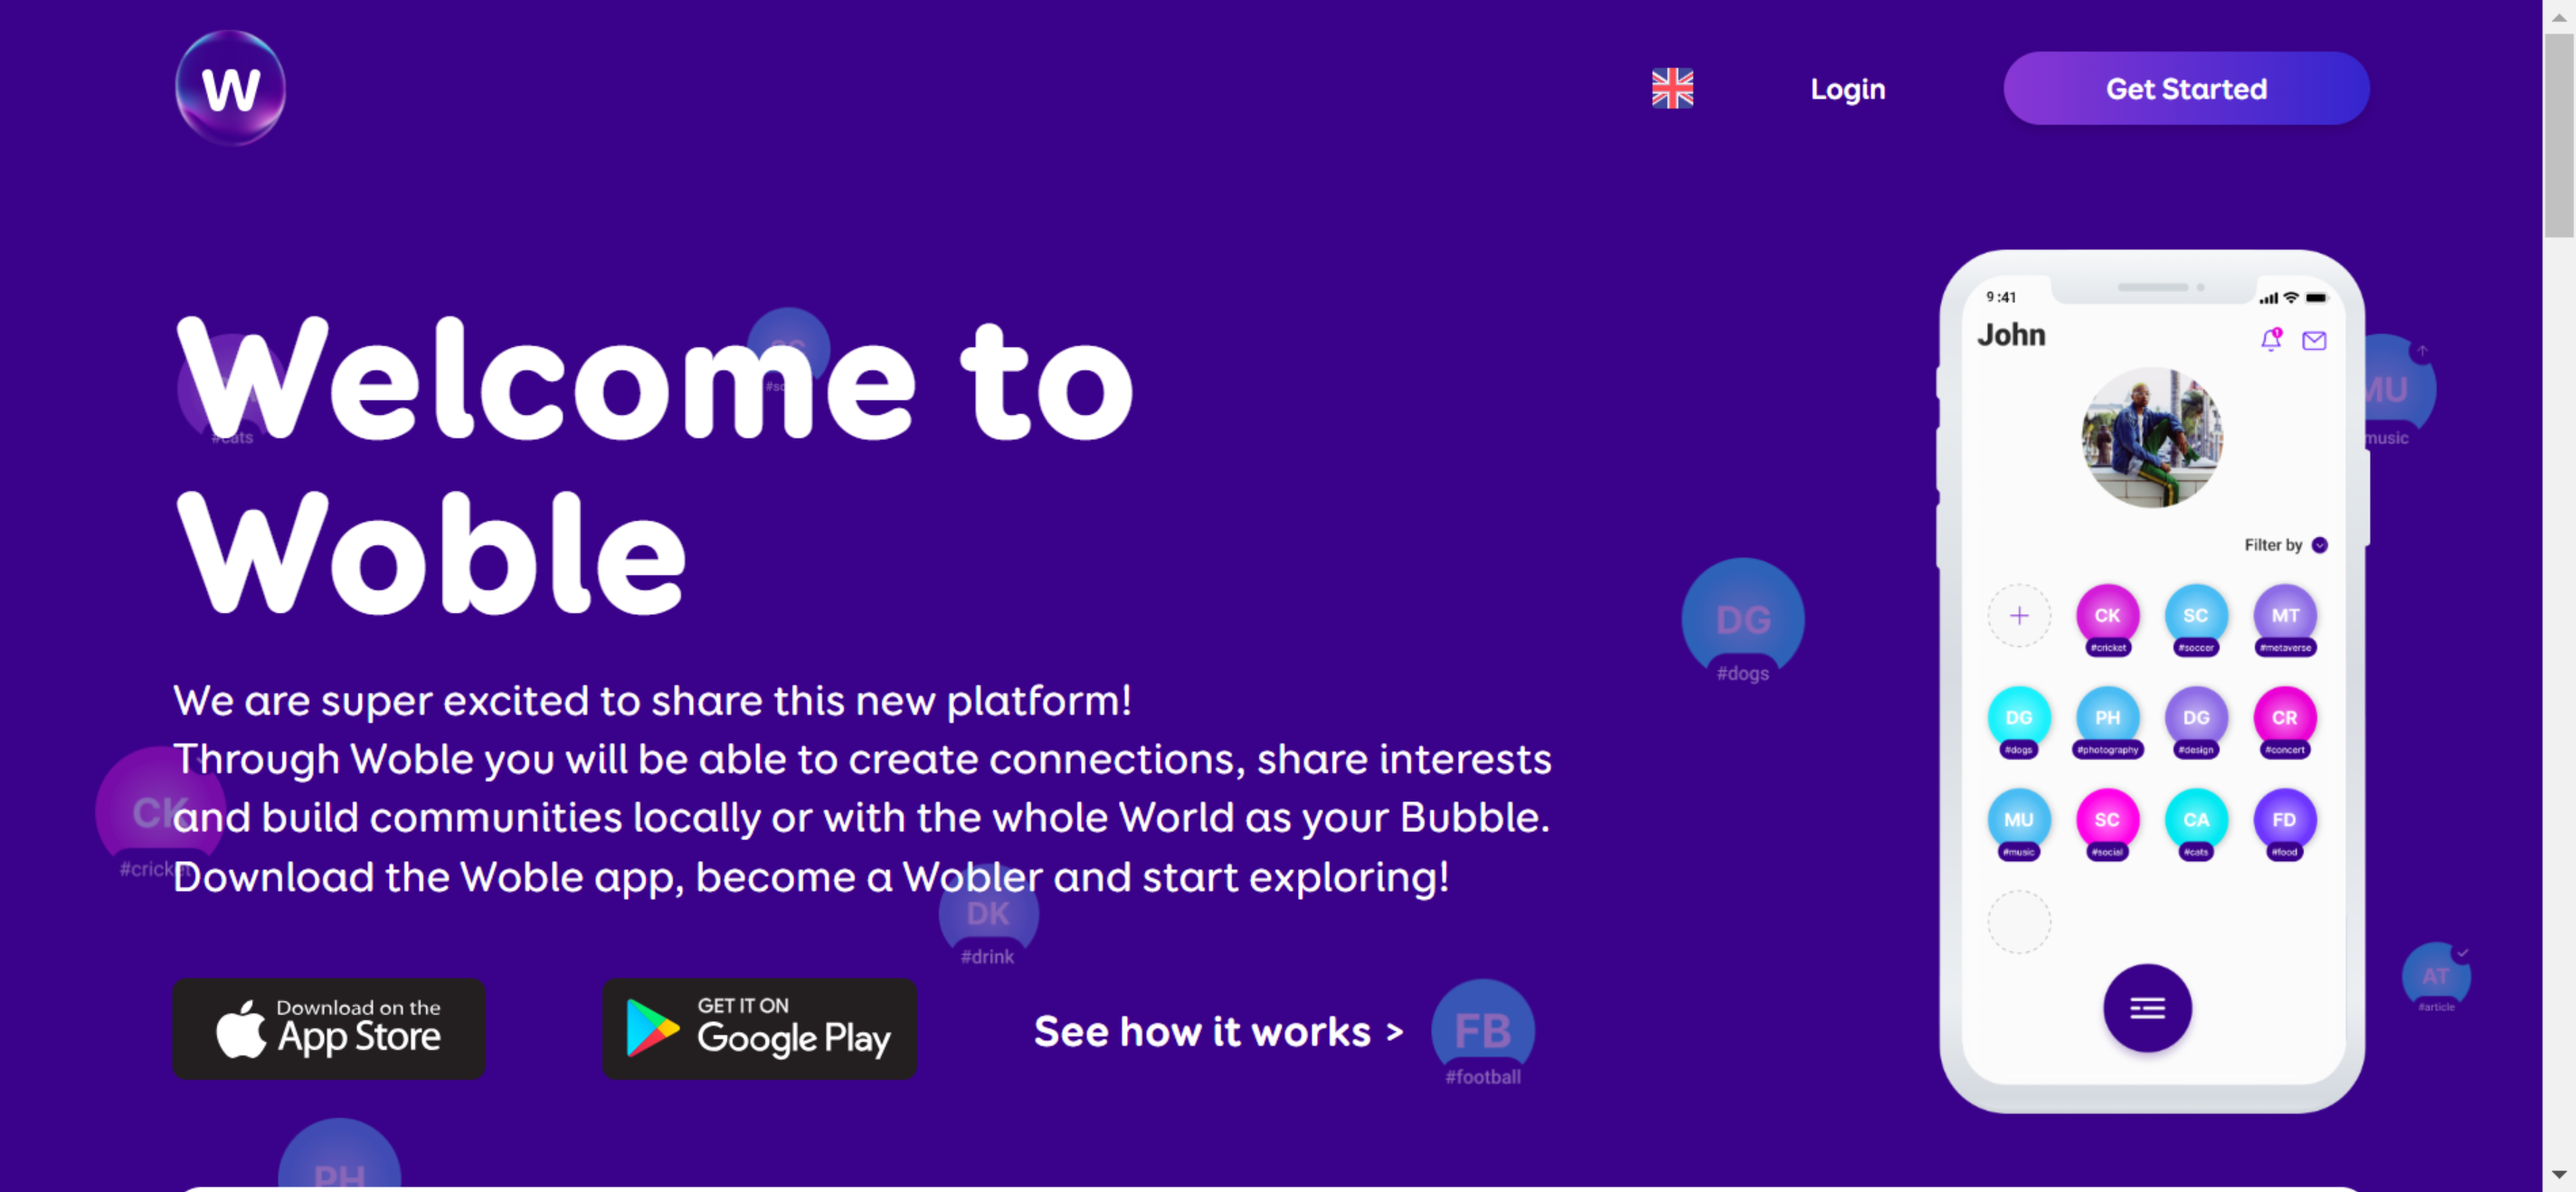 W
Login
Get Started
Welcome to
Woble
We are super excited to share this new platform!
Through Woble you will be able to create connections, share interests
and build communities locally or with the whole World as your Bubble.
Download the Woble app, become a Wobler and start exploring!
Download on the
App Store
GET IT ON
Google Play
See how it works >
#cats
CK
#cricket
DK
#drink
FB
#football
PH
DG
#dogs
MU
music
AT
#article
9:41
John
Filter by
+
CK
#cricket
SC
#soccer
MT
#metaverse
DG
#dogs
PH
#photography
DG
#design
CR
#concert
MU
#music
SC
#social
CA
#cats
FD
#food